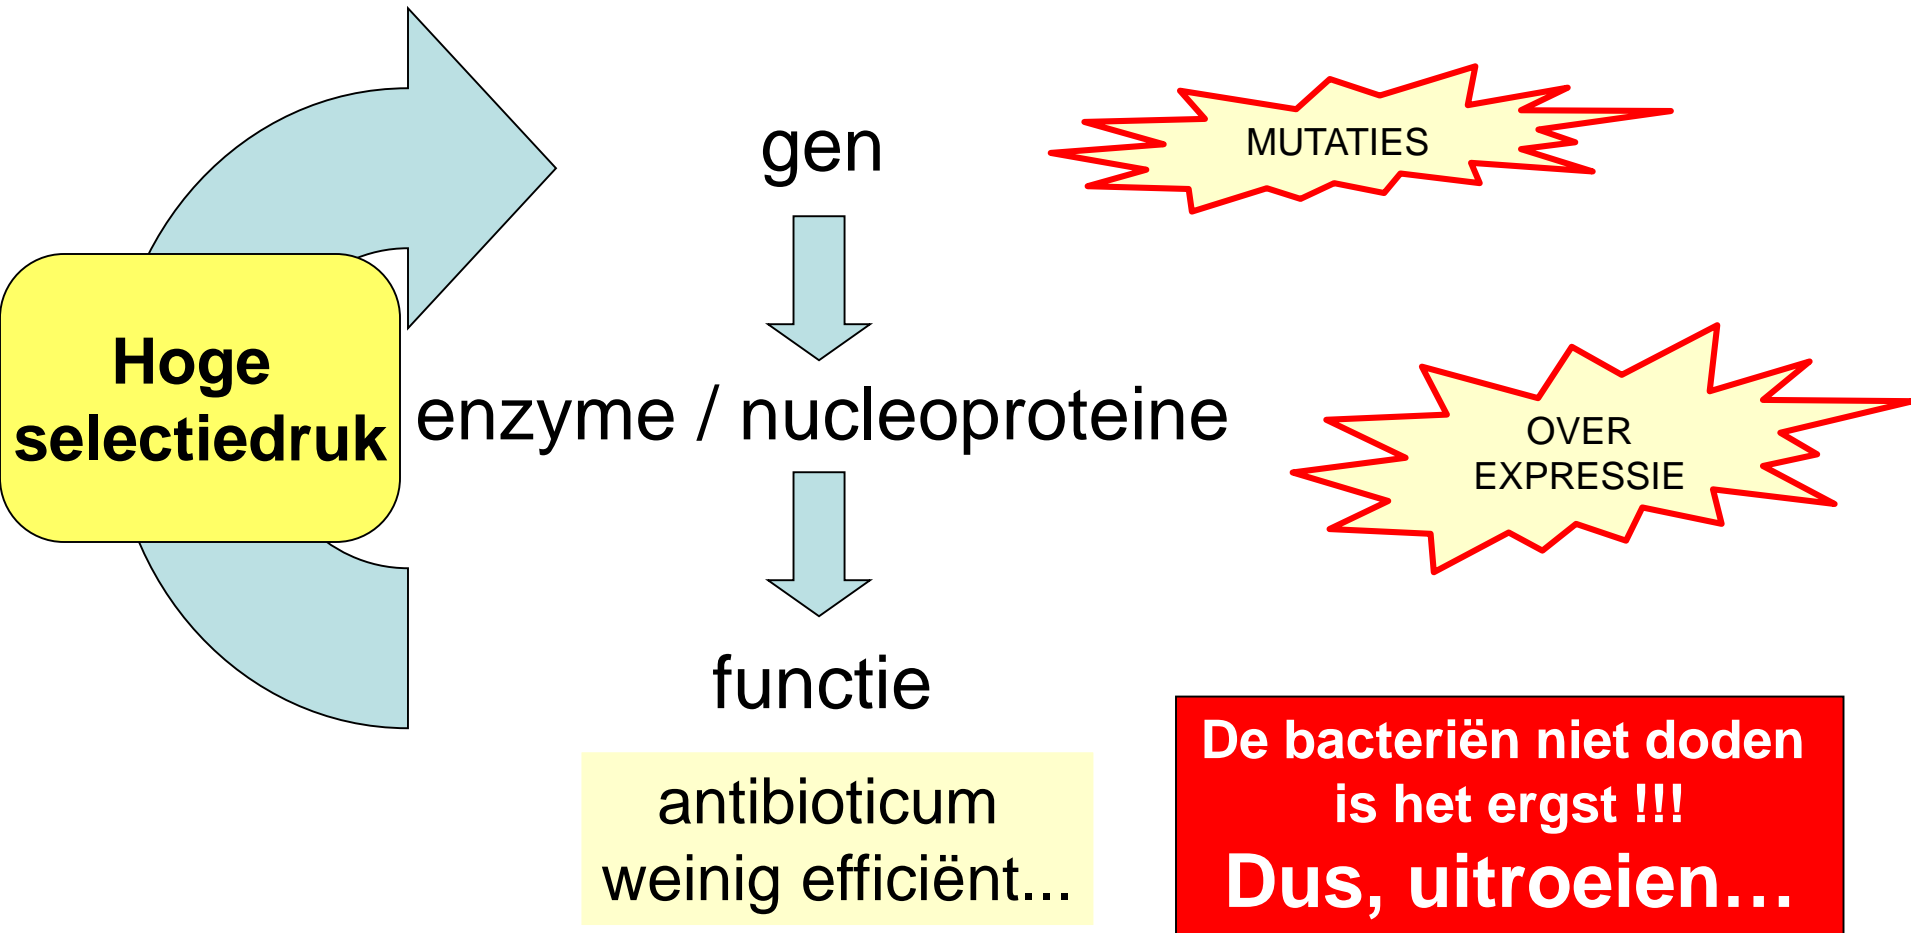 gen
MUTATIES
Hoge
selectiedruk
enzyme / nucleoproteine
OVER
EXPRESSIE
functie
antibioticum
weinig efficiënt...
De bacteriën niet doden
is het ergst !!!
Dus, uitroeien…